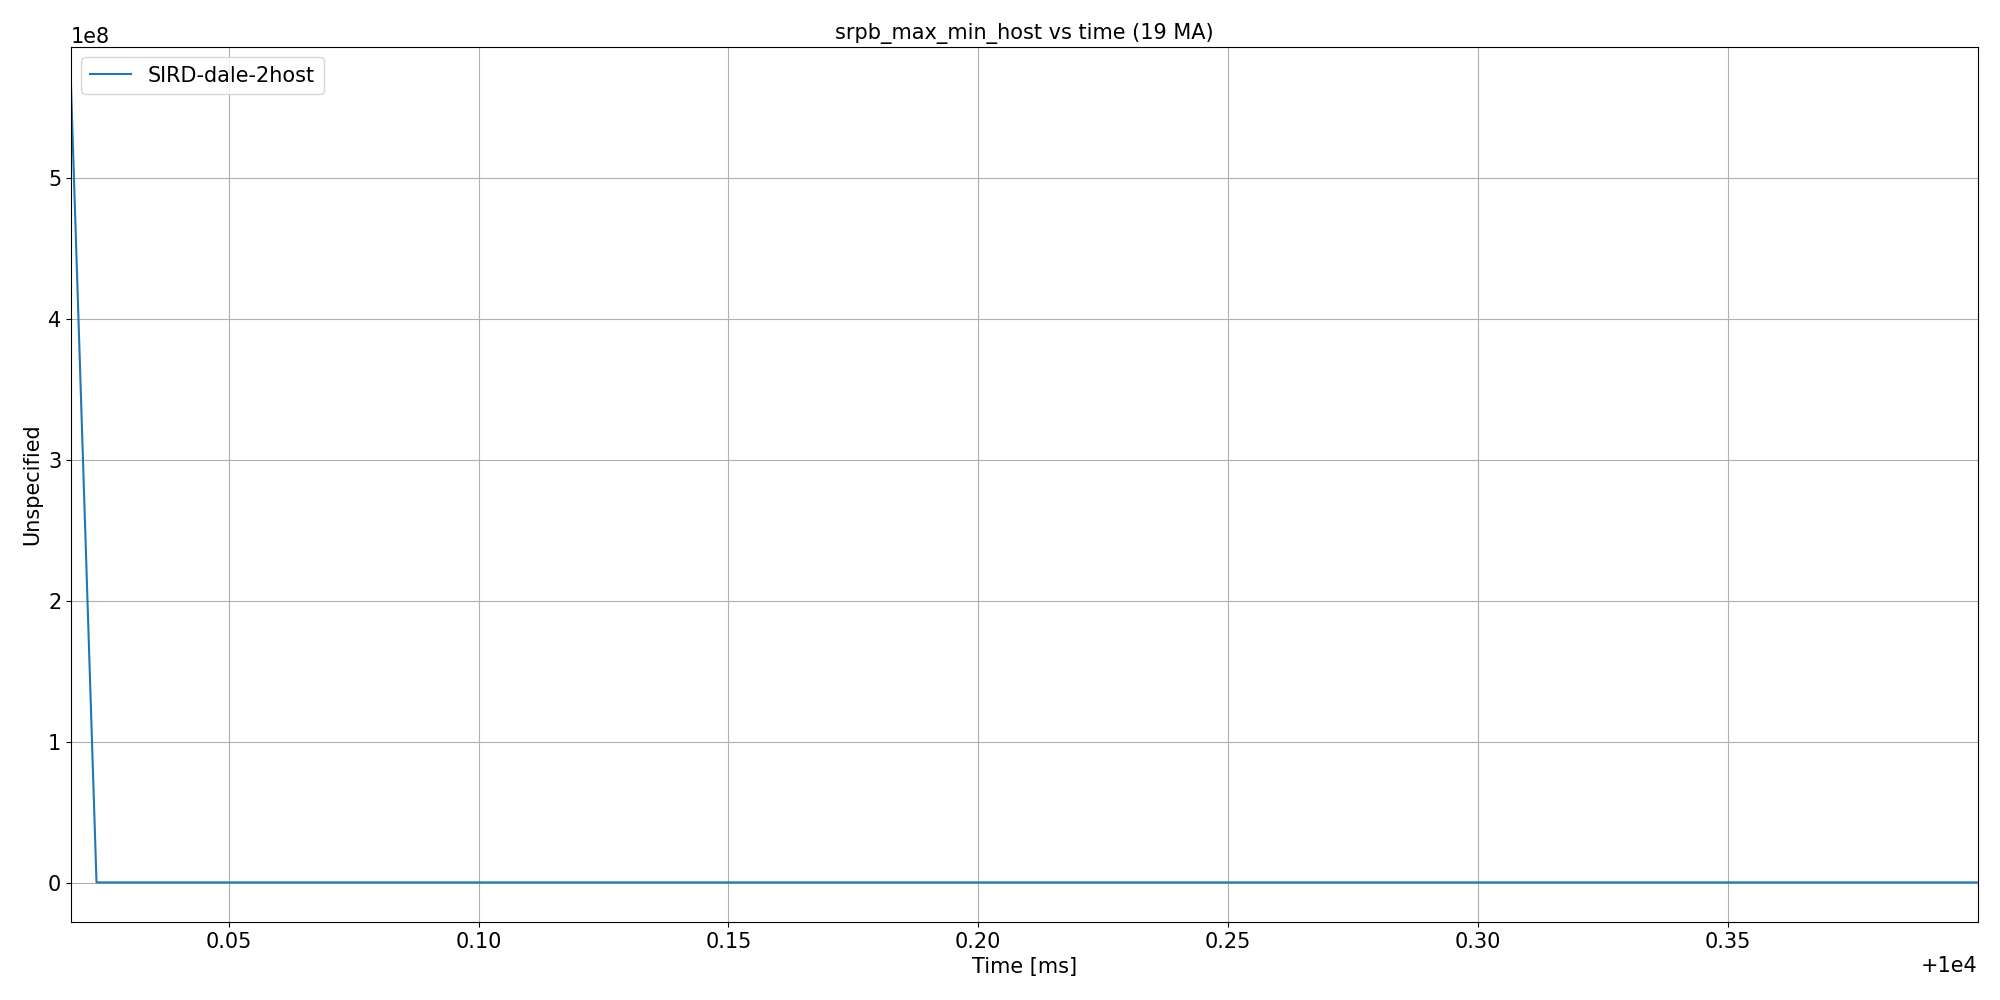 srpb_max_min_host vs time (19 MA)
1e8
SIRD-dale-2host
5
4
3
2
1
0
Unspecified
0.05 0.10 0.15 0.20 0.25 0.30 0.35
Time [ms]
+1e4